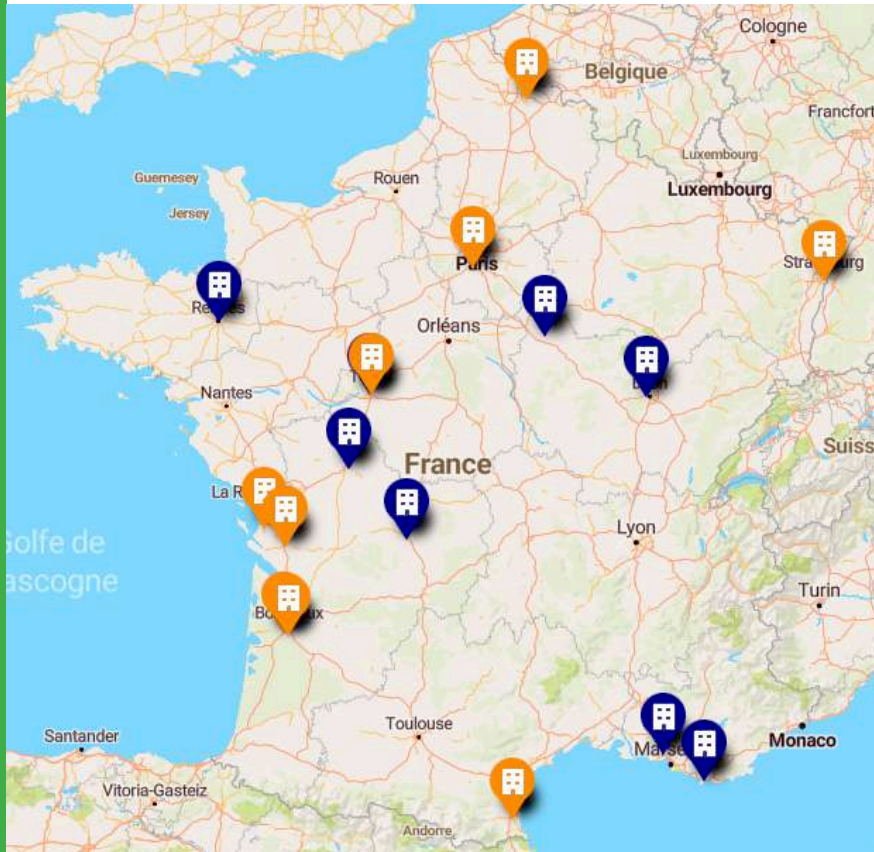 Cologne
Belgique
Francfort
Luxembourg
Luxembourg
Guernesey
Rouen
Jersey
Paris
Orléans
Nantes
France
Suiss
La R
Lyon
Golfe de
ascogne
Turin
Toulouse
Santander
Monaco
Vitoria-Gasteiz
Andorre